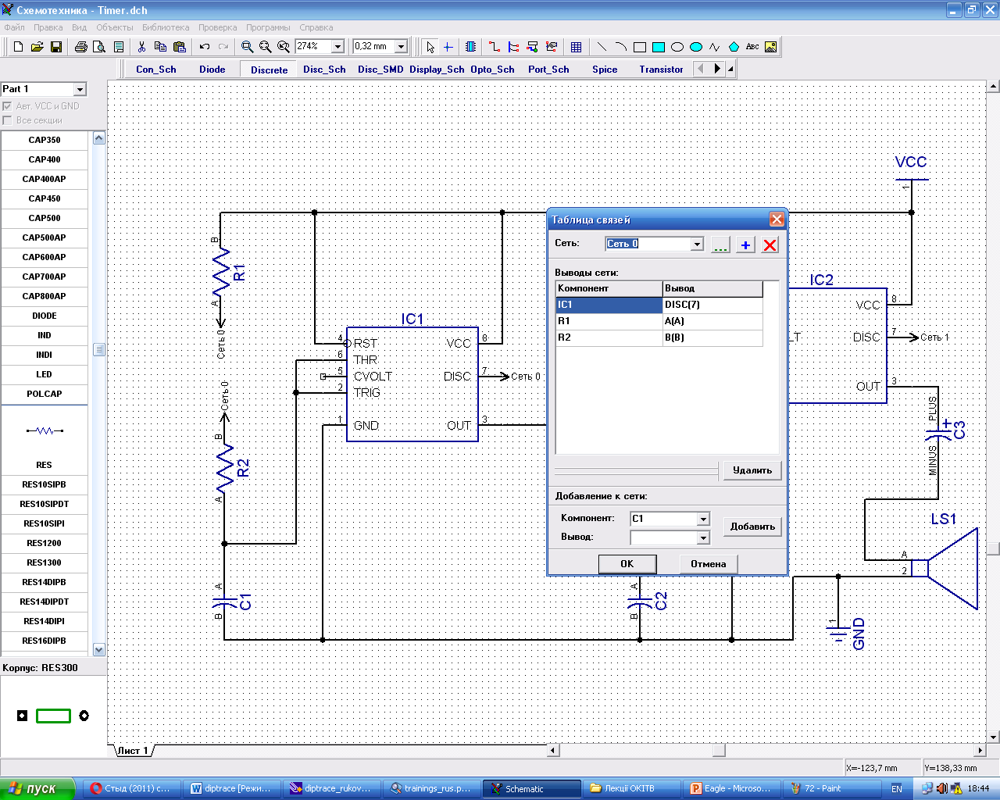 Схемотехника - Timer.dch
Файл Правка Вид Объекты Библиотека Проверка Программы Справка
274% 0,32 mm Abc
Con_Sch Diode Discrete Disc_Sch Disc_SMD Display_Sch Opto_Sch Port_Sch Spice Transistor
Part 1
Авт. VCC и GND
Все секции
CAP350
CAP400
CAP400AP
CAP450
CAP500
CAP500AP
CAP600AP
CAP700AP
CAP800AP
DIODE
IND
INDI
LED
POLCAP
RES
RES10SIPB
RES10SIPDT
RES10SIPI
RES1200
RES1300
RES14DIPB
RES14DIPDT
RES14DIPI
RES16DIPB
Корпус: RES300
B
R1
A
Сеть 0
Сеть 0
B
R2
A
A
C1
B
IC1
4 RST VCC 8
6 THR
5 CVOLT DISC 7 Сеть 0
2 TRIG
1 GND OUT 3
VCC
1
IC2
VCC 8
LT DISC 7 Сеть 1
OUT 3
PLUS
+
C3
MINUS
LS1
A
2
1
GND
A
C2
B
Таблица связей
Сеть: Сеть 0 ... +
Выводы сети:
Компонент Вывод
IC1 DISC(7)
R1 A(A)
R2 B(B)
Удалить
Добавление к сети:
Компонент: C1
Вывод:
Добавить
OK Отмена
Лист 1
X=-123,7 mm Y=138,33 mm
пуск Стыд (2011) с... diptrace [Режи... diptrace_rukov... trainings_rus.p... Schematic Лекції ОКІТВ Eagle - Microso... 72 - Paint EN 18:44